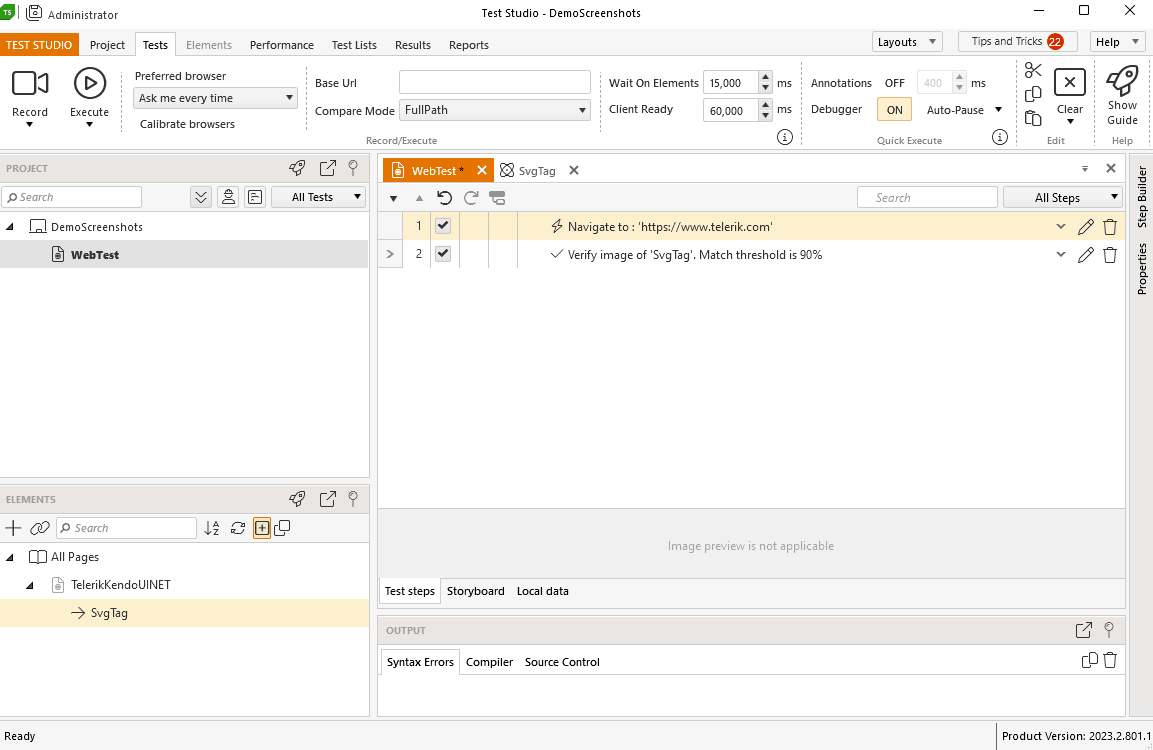 TS Administrator
Test Studio - DemoScreenshots
TEST STUDIO Project Tests Elements Performance Test Lists Results Reports Layouts Tips and Tricks 22 Help
Record
Execute
Preferred browser
Ask me every time
Calibrate browsers
Base Url
Compare Mode FullPath
Wait On Elements 15,000 ms
Client Ready 60,000 ms
Record/Execute
Annotations OFF 400 ms
Debugger ON Auto-Pause
Quick Execute
Clear
Edit
Show
Guide
Help
PROJECT
Search All Tests
DemoScreenshots
WebTest
ELEMENTS
Search
All Pages
TelerikKendoUINET
SvgTag
WebTest * SvgTag
Search All Steps
1 Navigate to : 'https://www.telerik.com'
2 Verify image of 'SvgTag'. Match threshold is 90%
Image preview is not applicable
Test steps Storyboard Local data
OUTPUT
Syntax Errors Compiler Source Control
Step Builder
Properties
Ready
Product Version: 2023.2.801.1